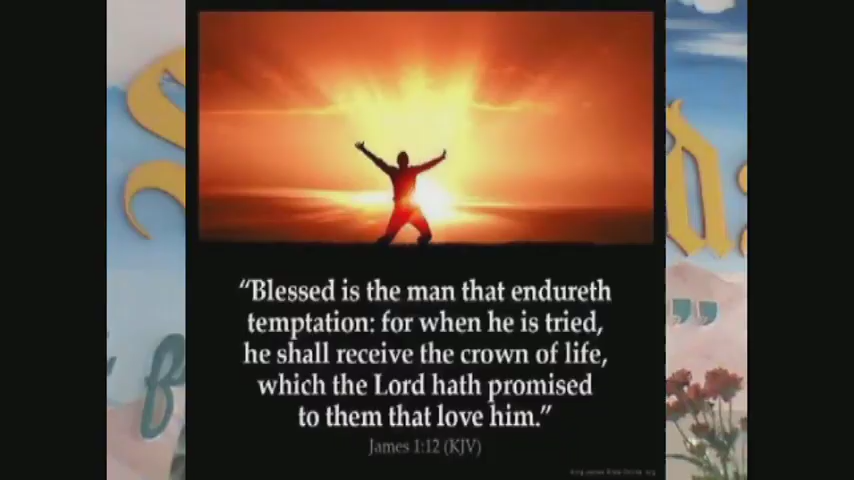 “Blessed is the man that endureth
temptation: for when he is tried,
he shall receive the crown of life,
which the Lord hath promised
to them that love him.”
James 1:12 (KJV)